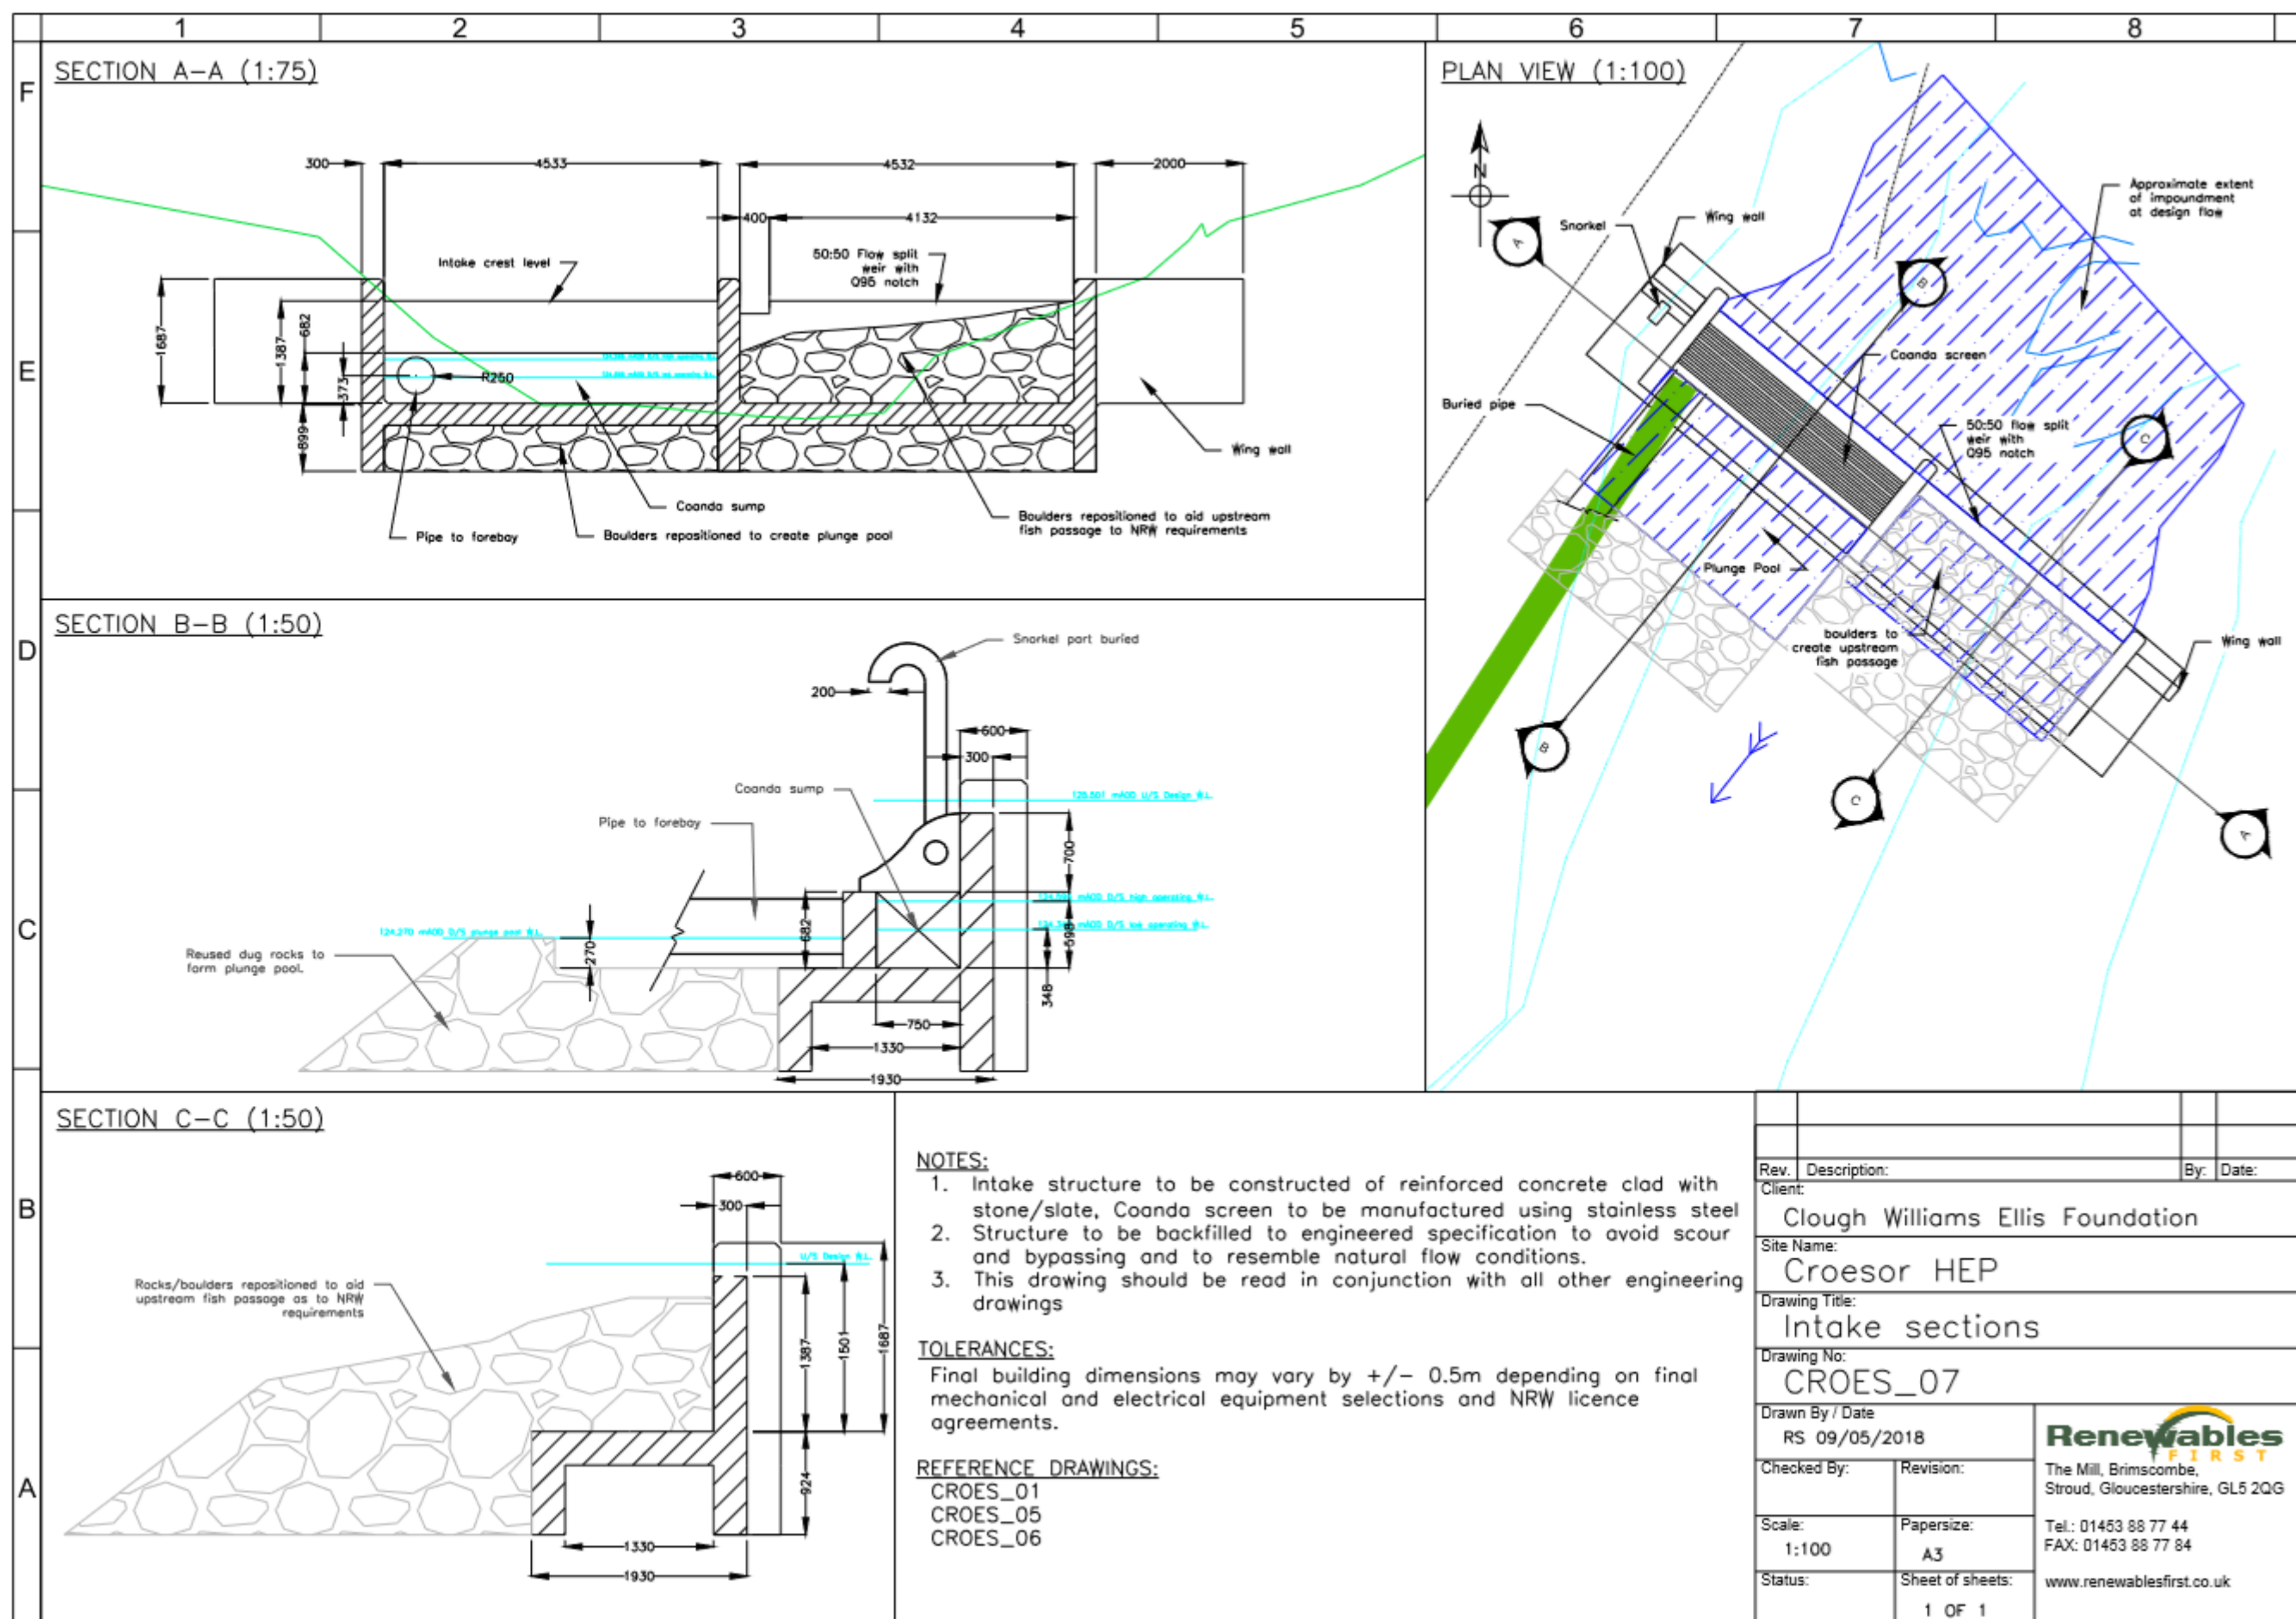 1 2 3 4 5 6 7 8
F
E
D
C
B
A
SECTION A-A (1:75)
300
4533
4532
2000
400
4132
Intake crest level
50:50 Flow split
weir with
Q95 notch
1687
1387
682
373
899
R250
Wing wall
Coanda sump
Pipe to forebay
Boulders repositioned to create plunge pool
Boulders repositioned to aid upstream
fish passage to NRW requirements
PLAN VIEW (1:100)
N
Snorkel
Wing wall
Approximate extent
of impoundment
at design flow
A
B
Coanda screen
Buried pipe
50:50 flow split
weir with
Q95 notch
C
Plunge Pool
boulders to
create upstream
fish passage
Wing wall
B
C
A
SECTION B-B (1:50)
Snorkel part buried
200
600
300
Coanda sump
U/S Design W.L.
Pipe to forebay
700
mAOD D/S high operating W.L.
682
124.270 mAOD D/S plunge pool W.L.
mAOD D/S low operating W.L.
598
Reused dug rocks to
form plunge pool.
270
348
750
1330
1930
SECTION C-C (1:50)
600
300
U/S Design W.L.
Rocks/boulders repositioned to aid
upstream fish passage as to NRW
requirements
1387
1501
1687
924
1330
1930
NOTES:
1. Intake structure to be constructed of reinforced concrete clad with
stone/slate, Coanda screen to be manufactured using stainless steel
2. Structure to be backfilled to engineered specification to avoid scour
and bypassing and to resemble natural flow conditions.
3. This drawing should be read in conjunction with all other engineering
drawings
TOLERANCES:
Final building dimensions may vary by +/- 0.5m depending on final
mechanical and electrical equipment selections and NRW licence
agreements.
REFERENCE DRAWINGS:
CROES_01
CROES_05
CROES_06
Rev. Description: By: Date:
Client:
Clough Williams Ellis Foundation
Site Name:
Croesor HEP
Drawing Title:
Intake sections
Drawing No:
CROES_07
Drawn By / Date
RS 09/05/2018
Checked By: Revision:
Scale: Papersize:
1:100 A3
Status: Sheet of sheets:
1 OF 1
Renewables
FIRST
The Mill, Brimscombe,
Stroud, Gloucestershire, GL5 2QG
Tel.: 01453 88 77 44
FAX: 01453 88 77 84
www.renewablesfirst.co.uk